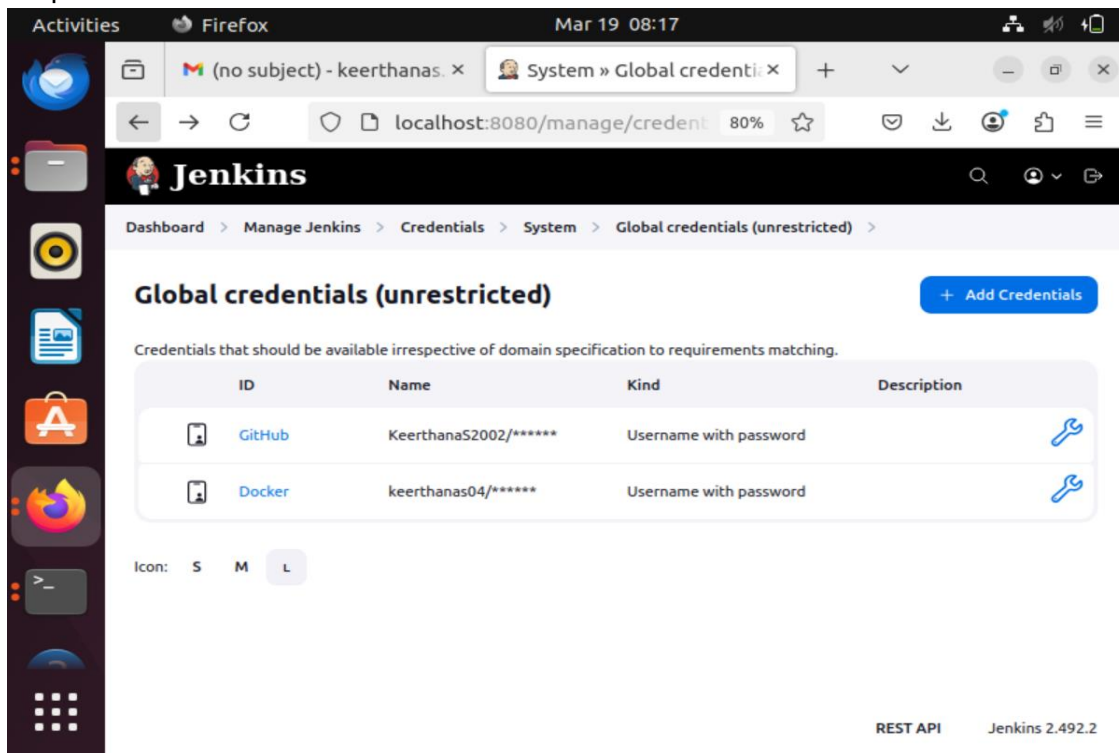 Activities Firefox Mar 19 08:17
(no subject) - keerthanas. System » Global credentia
localhost:8080/manage/credent 80%
Jenkins
Dashboard > Manage Jenkins > Credentials > System > Global credentials (unrestricted) >
Global credentials (unrestricted) + Add Credentials
Credentials that should be available irrespective of domain specification to requirements matching.
ID Name Kind Description
GitHub KeerthanaS2002/****** Username with password
Docker keerthanas04/****** Username with password
Icon: S M L
REST API Jenkins 2.492.2